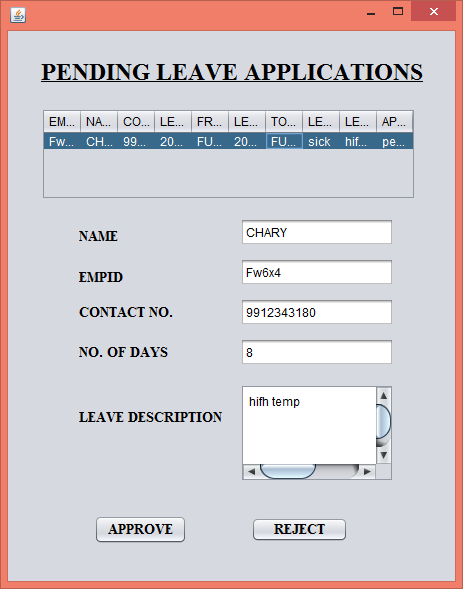 PENDING LEAVE APPLICATIONS
EM... NA... CO... LE... FR... LE... TO... LE... LE... AP...
Fw... CH... 99... 20... FU... 20... FU... sick hif... pe...
NAME CHARY
EMPID Fw6x4
CONTACT NO. 9912343180
NO. OF DAYS 8
hifh temp
LEAVE DESCRIPTION
APPROVE REJECT